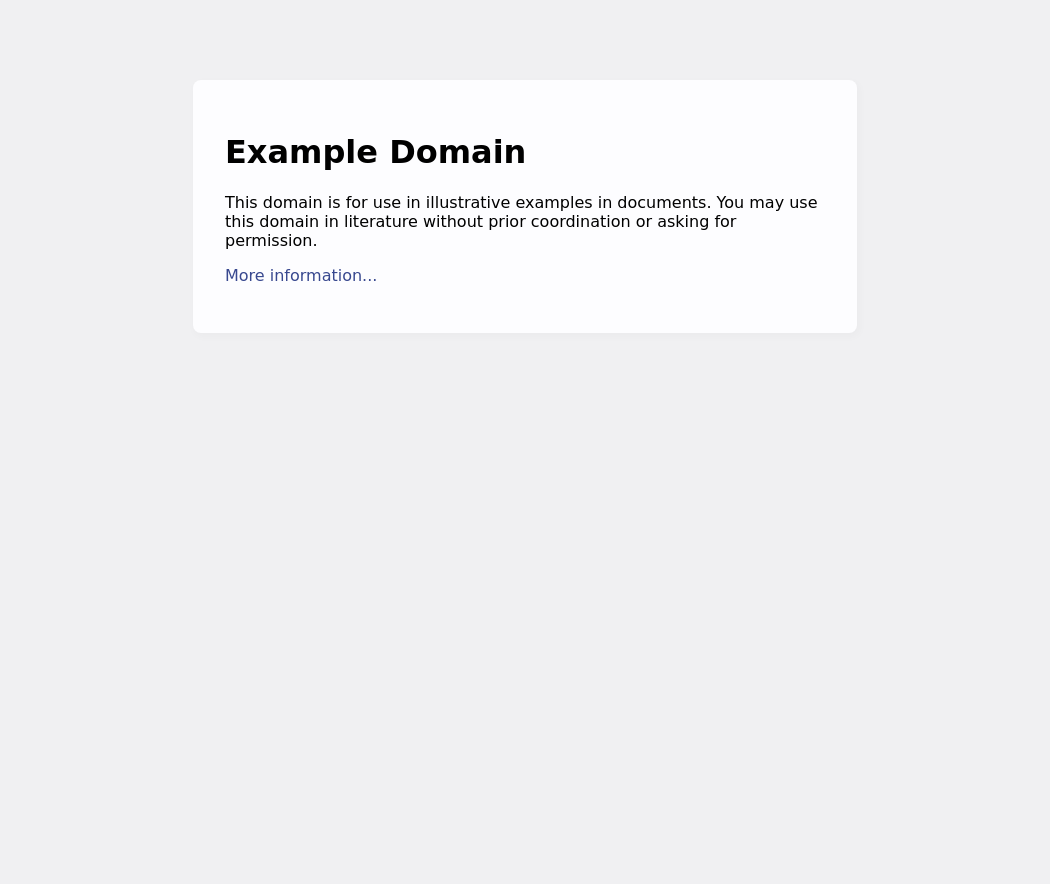 Example Domain
This domain is for use in illustrative examples in documents. You may use
this domain in literature without prior coordination or asking for
permission.
More information...